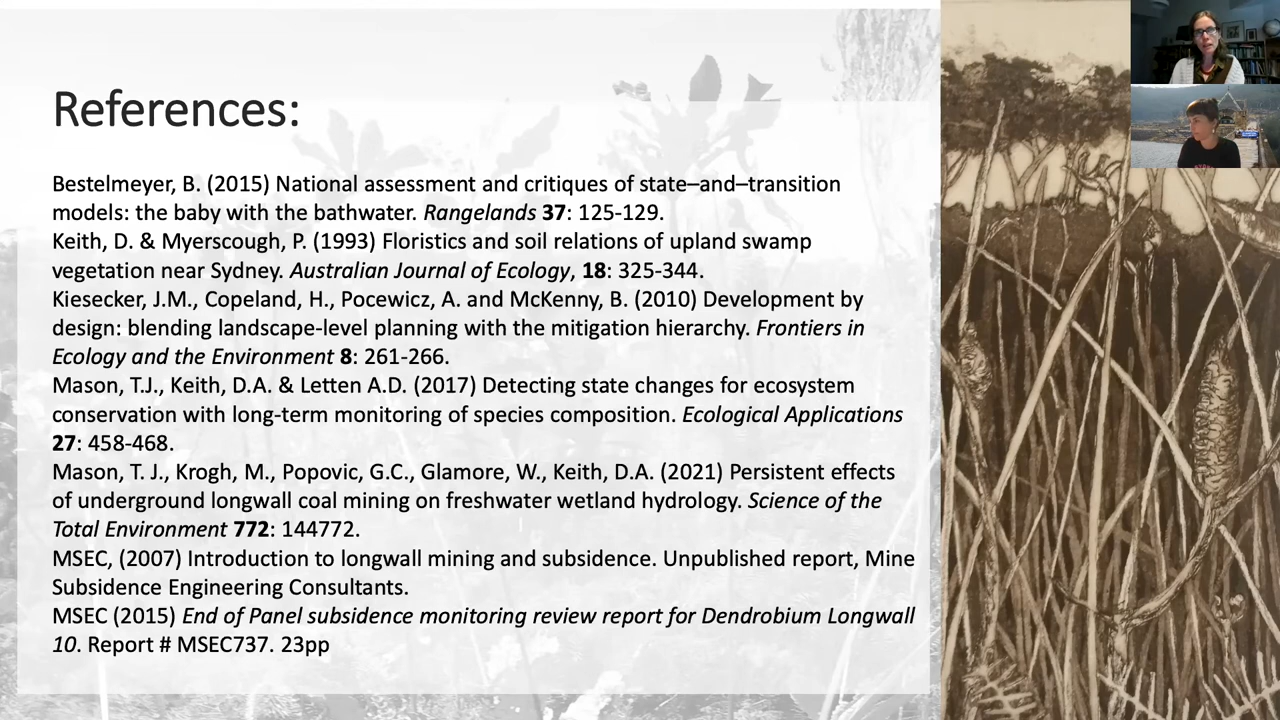 References:
Bestelmeyer, B. (2015) National assessment and critiques of state–and–transition
models: the baby with the bathwater. Rangelands 37: 125-129.
Keith, D. & Myerscough, P. (1993) Floristics and soil relations of upland swamp
vegetation near Sydney. Australian Journal of Ecology, 18: 325-344.
Kiesecker, J.M., Copeland, H., Pocewicz, A. and McKenny, B. (2010) Development by
design: blending landscape-level planning with the mitigation hierarchy. Frontiers in
Ecology and the Environment 8: 261-266.
Mason, T.J., Keith, D.A. & Letten A.D. (2017) Detecting state changes for ecosystem
conservation with long-term monitoring of species composition. Ecological Applications
27: 458-468.
Mason, T. J., Krogh, M., Popovic, G.C., Glamore, W., Keith, D.A. (2021) Persistent effects
of underground longwall coal mining on freshwater wetland hydrology. Science of the
Total Environment 772: 144772.
MSEC, (2007) Introduction to longwall mining and subsidence. Unpublished report, Mine
Subsidence Engineering Consultants.
MSEC (2015) End of Panel subsidence monitoring review report for Dendrobium Longwall
10. Report # MSEC737. 23pp